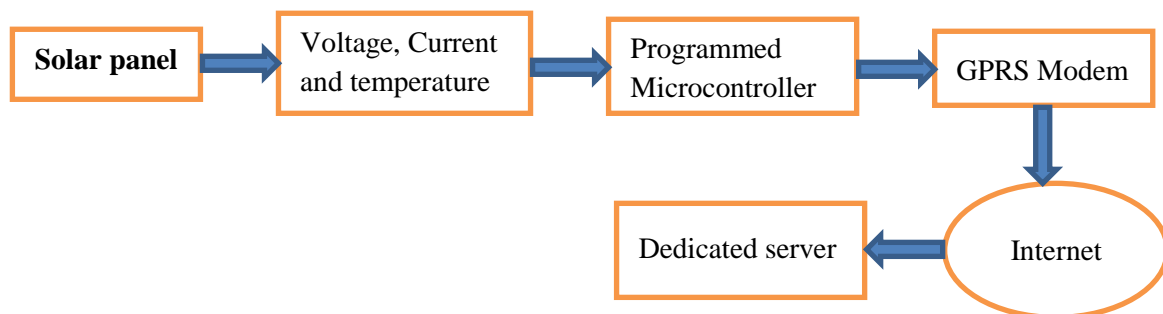 Solar panel
Voltage, Current
and temperature
Programmed
Microcontroller
GPRS Modem
Dedicated server
Internet